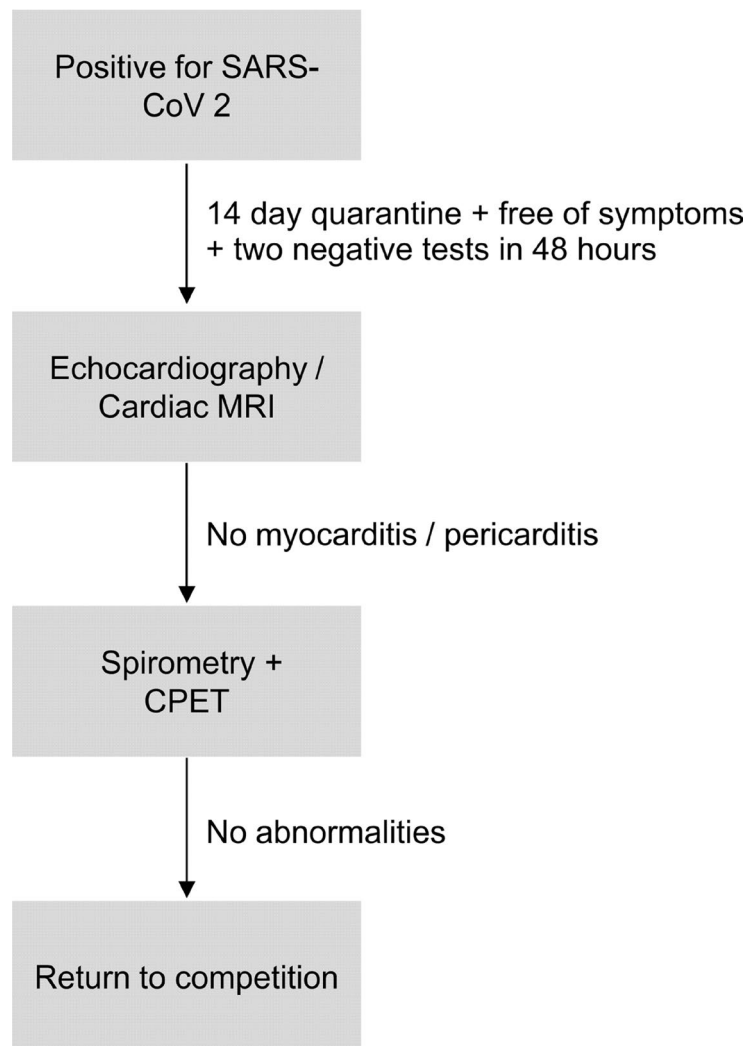 Positive for SARS-
CoV 2
14 day quarantine + free of symptoms
+ two negative tests in 48 hours
Echocardiography /
Cardiac MRI
No myocarditis / pericarditis
Spirometry +
CPET
No abnormalities
Return to competition